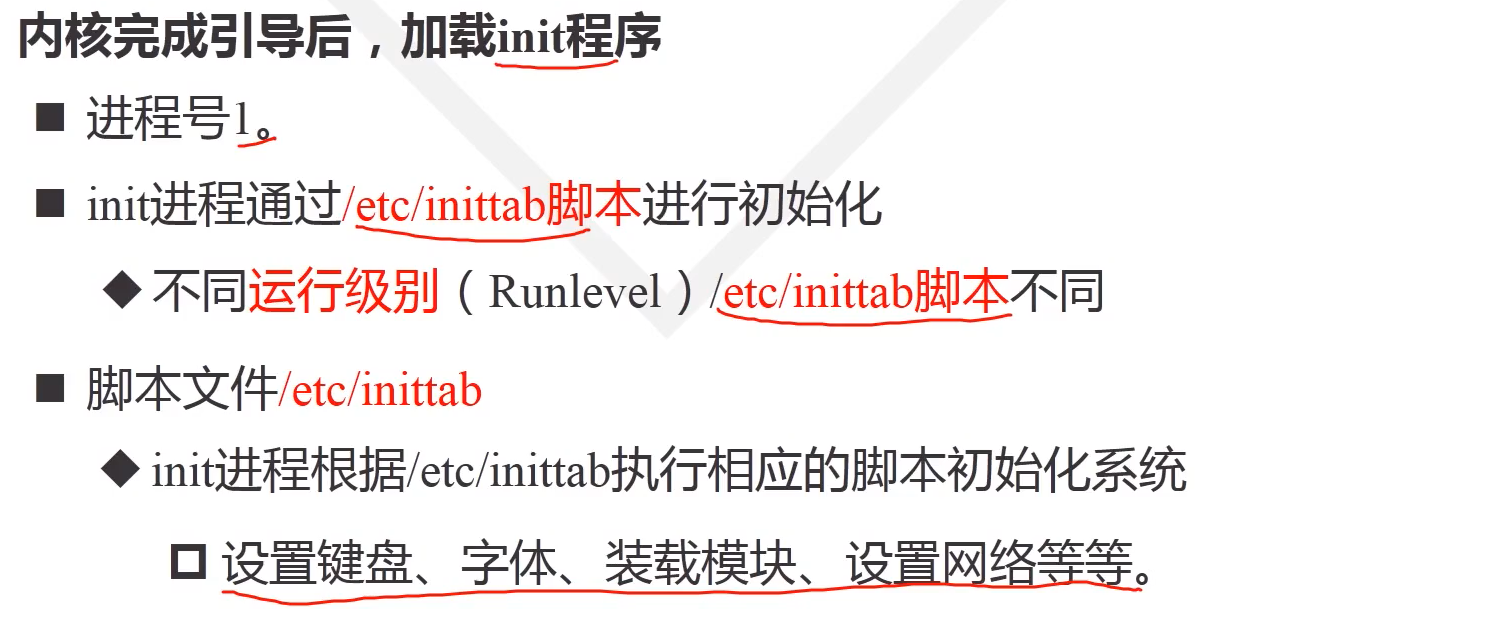 内核完成引导后，加载init程序
■ 进程号1。
■ init进程通过/etc/inittab脚本进行初始化
◆ 不同运行级别（Runlevel）/etc/inittab脚本不同
■ 脚本文件/etc/inittab
◆ init进程根据/etc/inittab执行相应的脚本初始化系统
□ 设置键盘、字体、装载模块、设置网络等等。